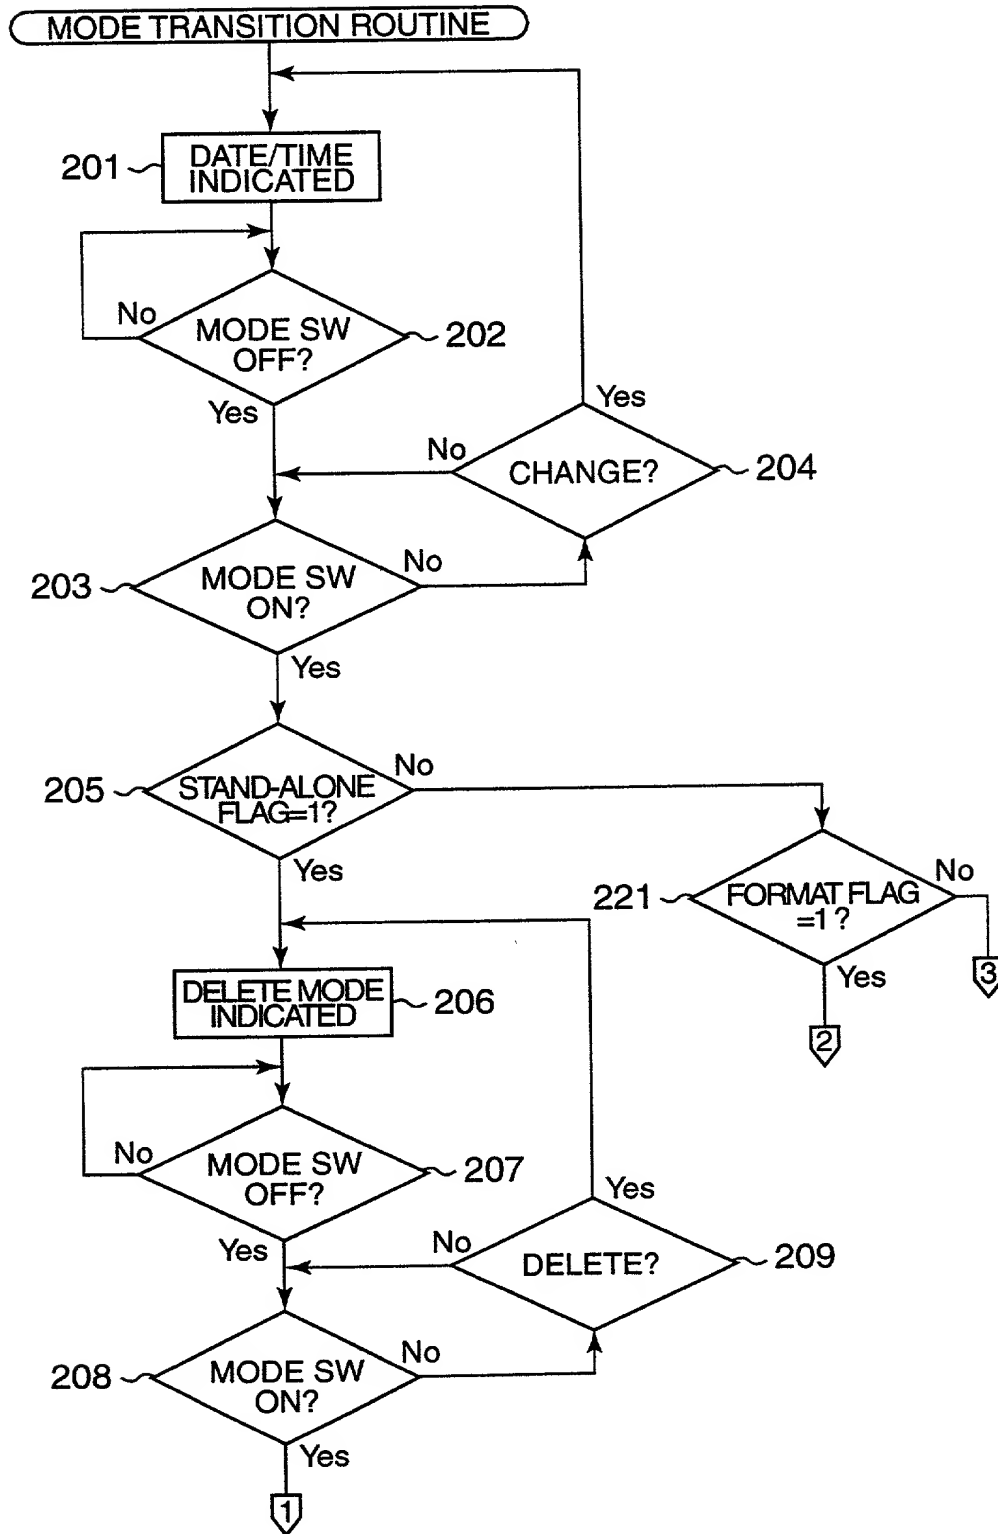 MODE TRANSITION ROUTINE
201
DATE/TIME
INDICATED
No
MODE SW
OFF?
202
Yes
Yes
No
CHANGE?
204
203
MODE SW
ON?
No
Yes
205
STAND-ALONE
FLAG=1?
No
Yes
221
FORMAT FLAG
=1?
No
3
Yes
2
DELETE MODE
INDICATED
206
No
MODE SW
OFF?
207
Yes
Yes
No
DELETE?
209
208
MODE SW
ON?
No
Yes
1